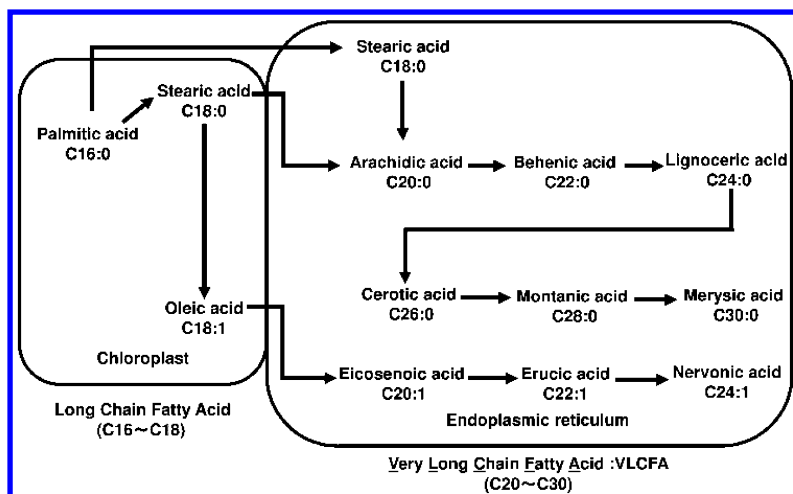 Stearic acid
C18:0
Stearic acid
C18:0
Palmitic acid
C16:0
Arachidic acid
C20:0
Behenic acid
C22:0
Lignoceric acid
C24:0
Cerotic acid
C26:0
Montanic acid
C28:0
Merysic acid
C30:0
Oleic acid
C18:1
Chloroplast
Eicosenoic acid
C20:1
Erucic acid
C22:1
Nervonic acid
C24:1
Endoplasmic reticulum
Long Chain Fatty Acid
(C16～C18)
Very Long Chain Fatty Acid :VLCFA
(C20～C30)